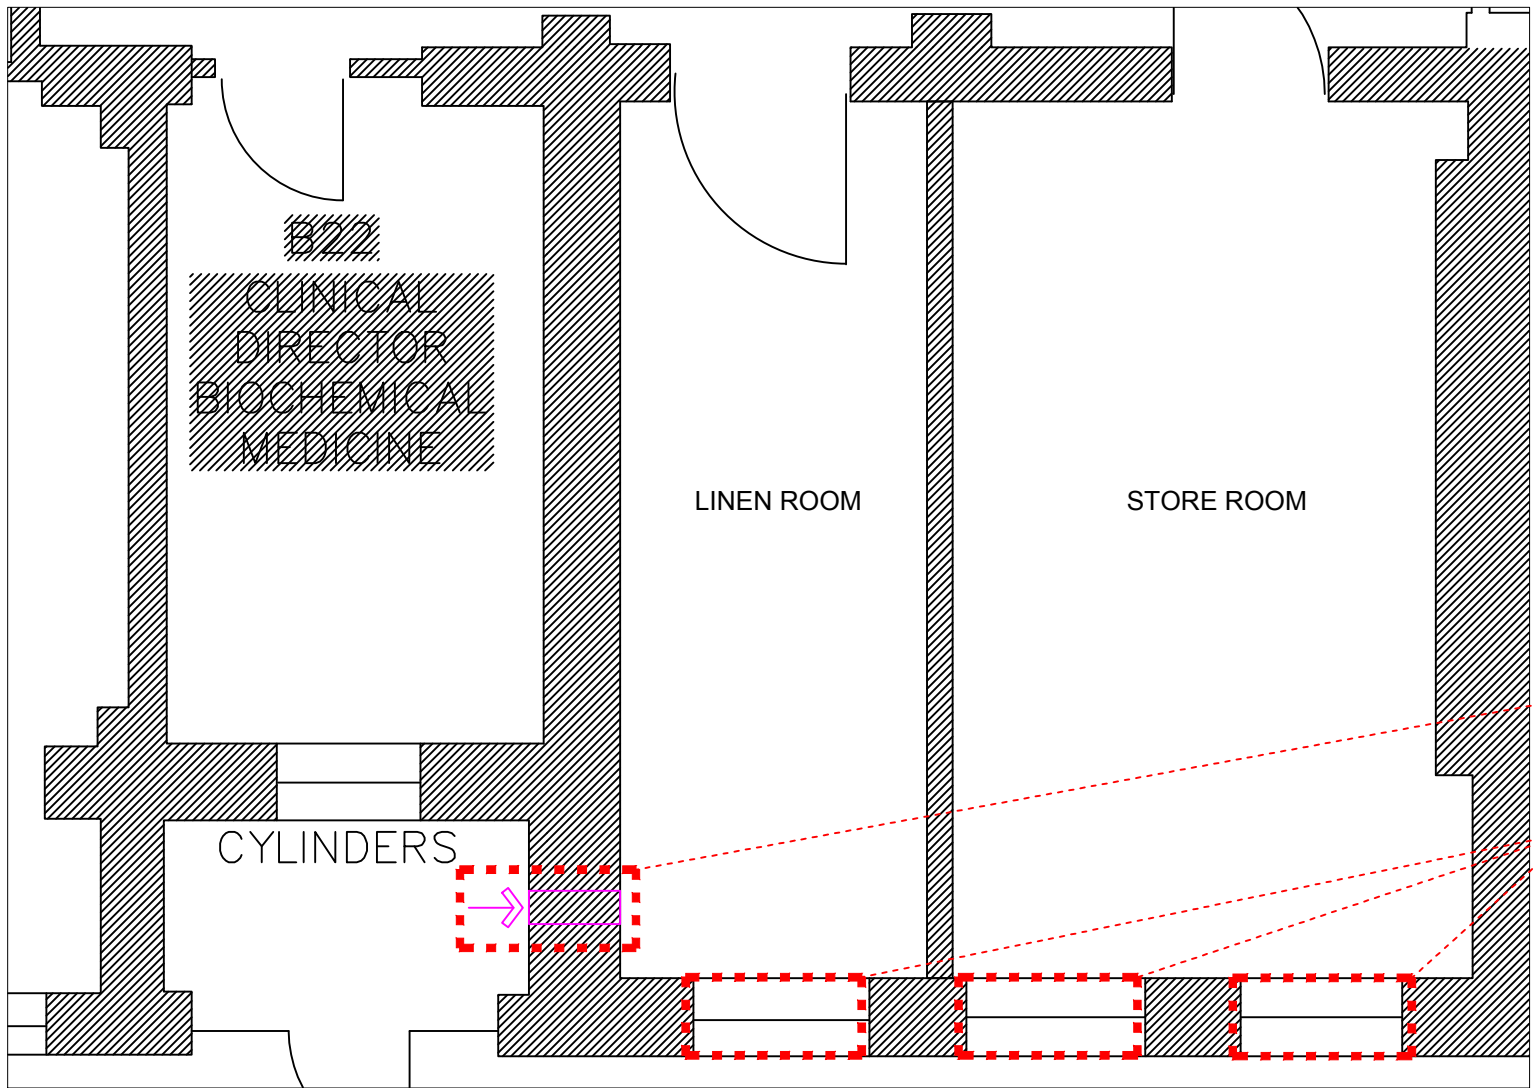 B22
CLINICAL
DIRECTOR
BIOCHEMICAL
MEDICINE
LINEN ROOM
STORE ROOM
CYLINDERS